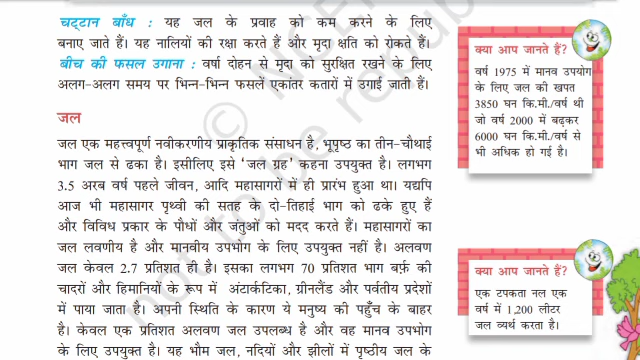 चट्टान बाँध : यह जल के प्रवाह को कम करने के लिए
बनाए जाते हैं। यह नालियों की रक्षा करते हैं और मृदा क्षति को रोकते हैं।
बीच की फसल उगाना : वर्षा दोहन से मृदा को सुरक्षित रखने के लिए
अलग-अलग समय पर भिन्न-भिन्न फसलें एकांतर कतारों में उगाई जाती हैं।
जल
जल एक महत्त्वपूर्ण नवीकरणीय प्राकृतिक संसाधन है, भूपृष्ठ का तीन-चौथाई
भाग जल से ढका है। इसीलिए इसे ‘जल ग्रह’ कहना उपयुक्त है। लगभग
3.5 अरब वर्ष पहले जीवन, आदि महासागरों में ही प्रारंभ हुआ था। यद्यपि
आज भी महासागर पृथ्वी की सतह के दो-तिहाई भाग को ढके हुए हैं
और विविध प्रकार के पौधों और जंतुओं को मदद करते हैं। महासागरों का
जल लवणीय है और मानवीय उपभोग के लिए उपयुक्त नहीं है। अलवण
जल केवल 2.7 प्रतिशत ही है। इसका लगभग 70 प्रतिशत भाग बर्फ़ की
चादरों और हिमानियों के रूप में अंटार्कटिका, ग्रीनलैंड और पर्वतीय प्रदेशों
में पाया जाता है। अपनी स्थिति के कारण ये मनुष्य की पहुँच के बाहर
है। केवल एक प्रतिशत अलवण जल उपलब्ध है और वह मानव उपभोग
के लिए उपयुक्त है। यह भौम जल, नदियों और झीलों में पृष्ठीय जल के
क्या आप जानते हैं?
वर्ष 1975 में मानव उपयोग
के लिए जल की खपत
3850 घन कि.मी./वर्ष थी
जो वर्ष 2000 में बढ़कर
6000 घन कि.मी./वर्ष से
भी अधिक हो गई है।
क्या आप जानते हैं?
एक टपकता नल एक
वर्ष में 1,200 लीटर
जल व्यर्थ करता है।
© NCE
not to be republ